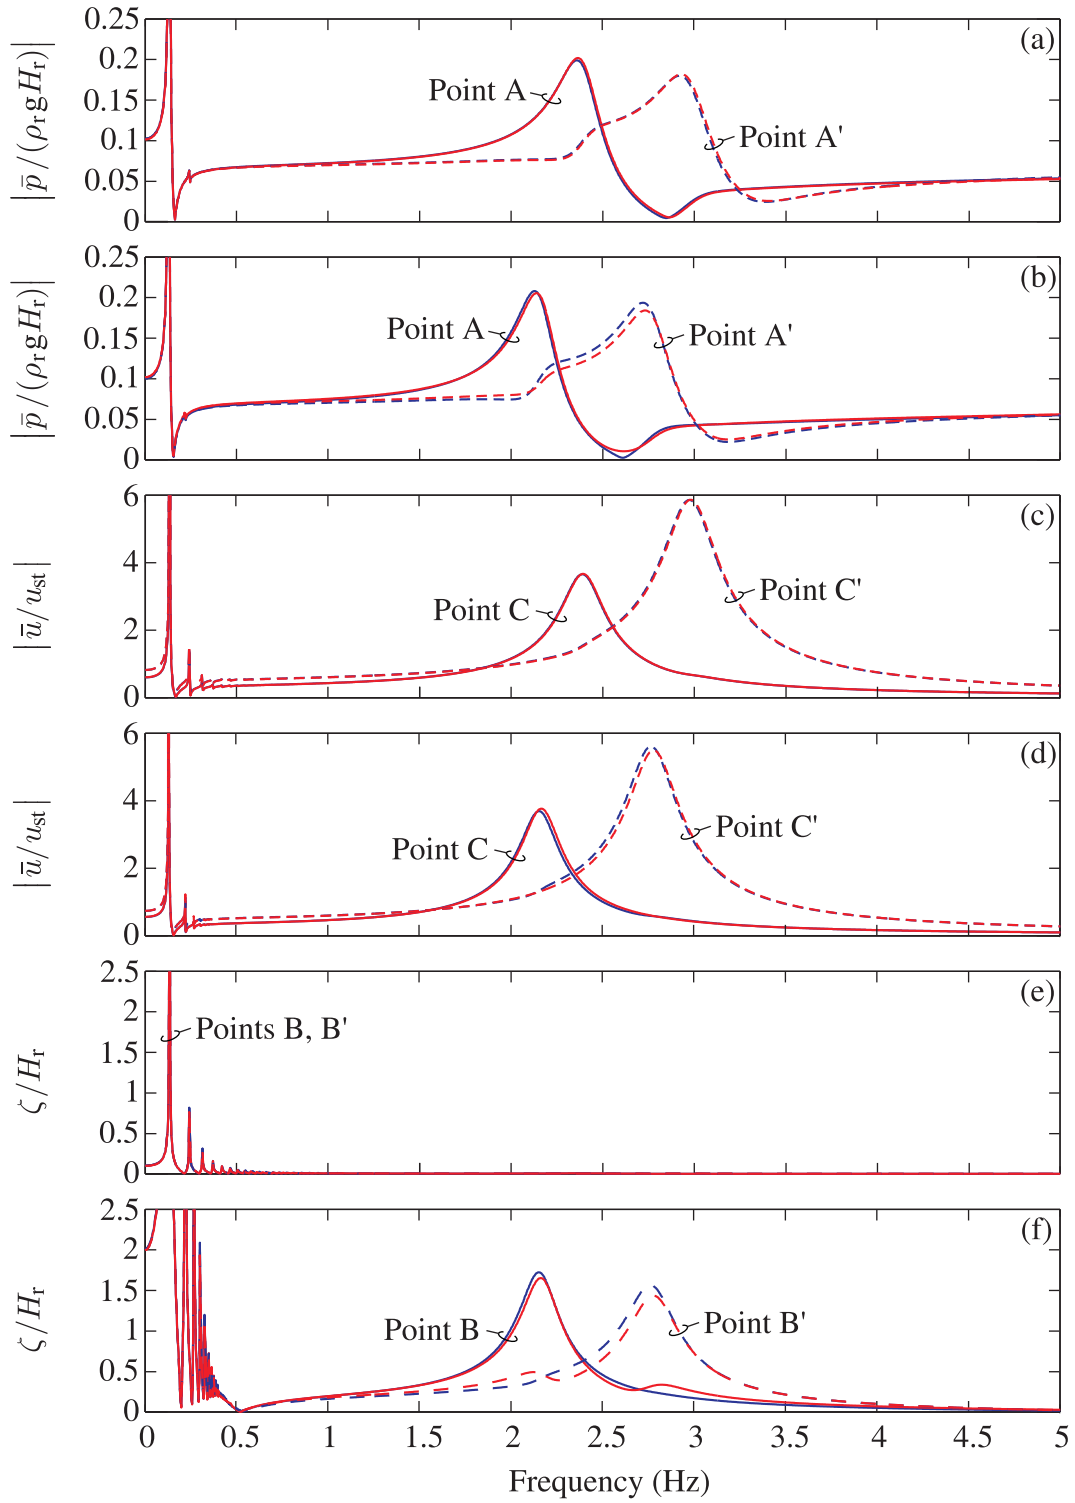 (a)
|p̄/(ρrgHr)|
0.25
0.2
0.15
0.1
0.05
0
Point A
Point A'
(b)
|p̄/(ρrgHr)|
0.25
0.2
0.15
0.1
0.05
0
Point A
Point A'
(c)
|ū/ust|
6
4
2
0
Point C
Point C'
(d)
|ū/ust|
6
4
2
0
Point C
Point C'
(e)
ζ/Hr
2.5
2
1.5
1
0.5
0
Points B, B'
(f)
ζ/Hr
2.5
2
1.5
1
0.5
0
Point B
Point B'
0 0.5 1 1.5 2 2.5 3 3.5 4 4.5 5
Frequency (Hz)